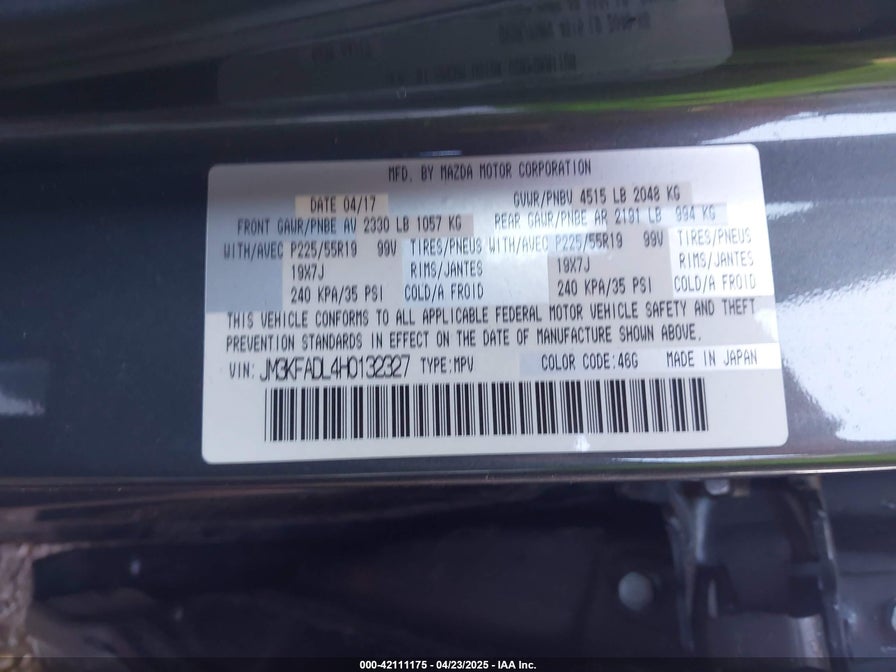 MFD. BY MAZDA MOTOR CORPORATION
DATE 04/17 GVWR/PNBV 4515 LB 2048 KG
FRONT GAWR/PNBE AV 2330 LB 1057 KG REAR GAWR/PNBE AR 2191 LB 994 KG
WITH/AVEC P225/55R19 99V TIRES/PNEUS WITH/AVEC P225/55R19 99V TIRES/PNEUS
19X7J RIMS/JANTES 19X7J RIMS/JANTES
240 KPA/35 PSI COLD/A FROID 240 KPA/35 PSI COLD/A FROID
THIS VEHICLE CONFORMS TO ALL APPLICABLE FEDERAL MOTOR VEHICLE SAFETY AND THEFT
PREVENTION STANDARDS IN EFFECT ON THE DATE OF MANUFACTURE SHOWN ABOVE.
VIN: JM3KFADL4H0132327 TYPE:MPV COLOR CODE:46G MADE IN JAPAN
000-42111175 - 04/23/2025 - IAA Inc.